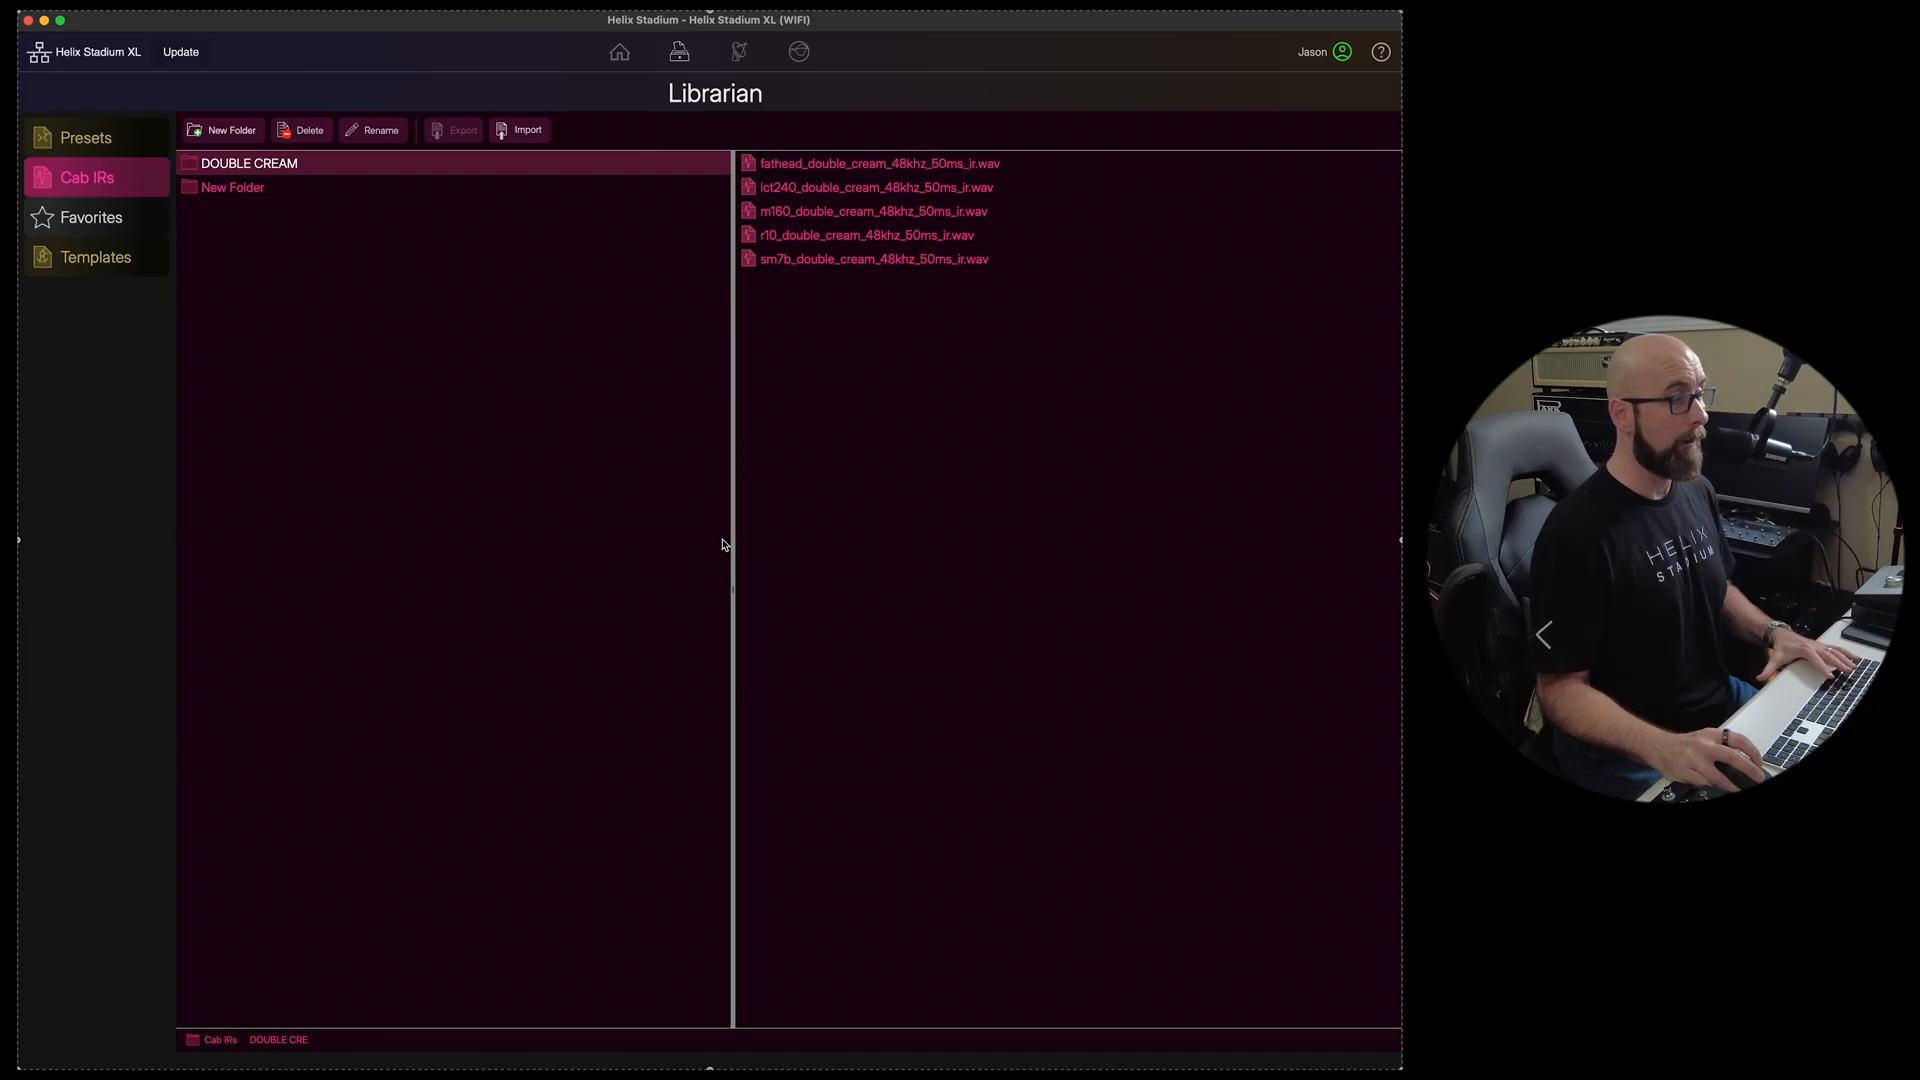 Helix Stadium - Helix Stadium XL (WIFI)
Helix Stadium XL
Update
Jason
?
Librarian
Presets
Cab IRs
Favorites
Templates
New Folder
Delete
Rename
Export
Import
DOUBLE CREAM
New Folder
fathead_double_cream_48khz_50ms_ir.wav
lct240_double_cream_48khz_50ms_ir.wav
m160_double_cream_48khz_50ms_ir.wav
r10_double_cream_48khz_50ms_ir.wav
sm7b_double_cream_48khz_50ms_ir.wav
Cab IRs
DOUBLE CRE
PARK
SHURE
HELIX
STADIUM